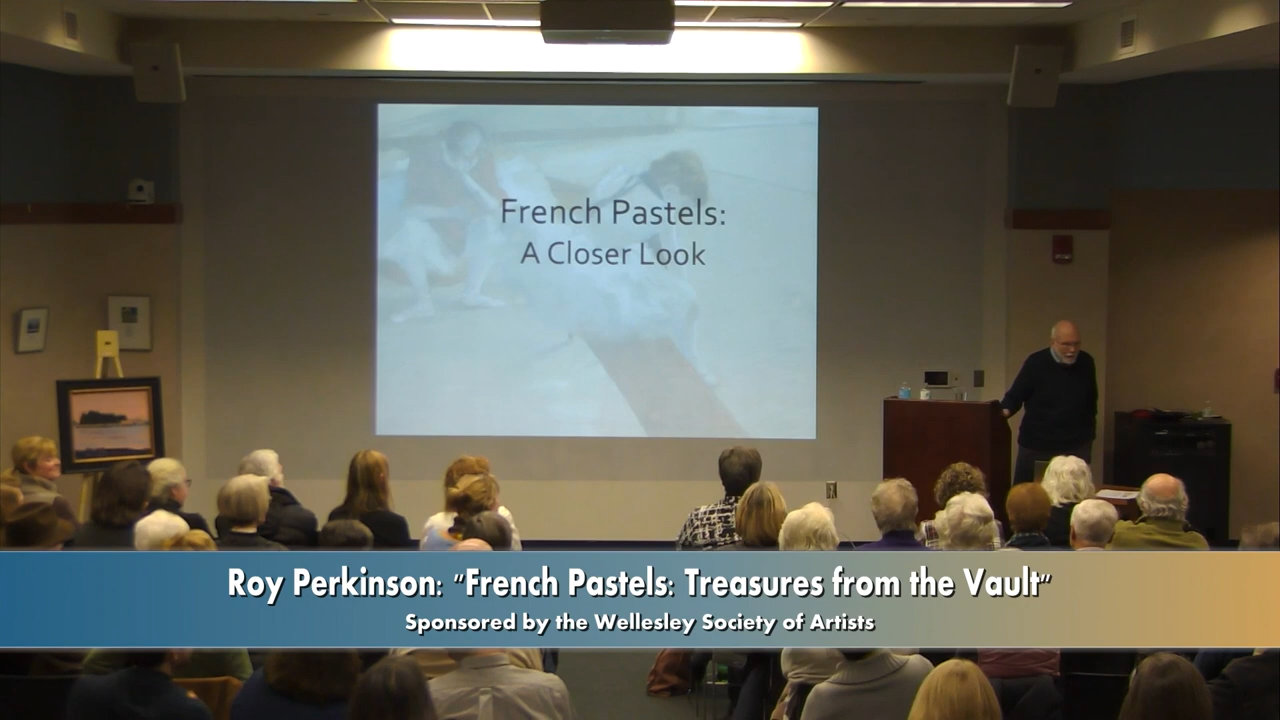 French Pastels:
A Closer Look
Roy Perkinson: "French Pastels: Treasures from the Vault"
Sponsored by the Wellesley Society of Artists